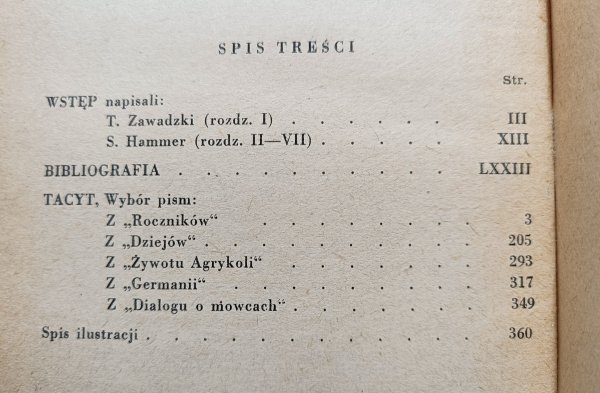 SPIS TREŚCI
Str.
WSTĘP napisali:
T. Zawadzki (rozdz. I) . . . . . . III
S. Hammer (rozdz. II—VII) . . . . . XIII
BIBLIOGRAFIA . . . . . . . . . LXXIII
TACYT, Wybór pism:
Z „Roczników“ . . . . . . . 3
Z „Dziejów“ . . . . . . . . 205
Z „Żywotu Agrykoli“ . . . . . . 293
Z „Germanii“ . . . . . . . . 317
Z „Dialogu o mowcach“ . . . . . . 349
Spis ilustracji . . . . . . . . . . 360